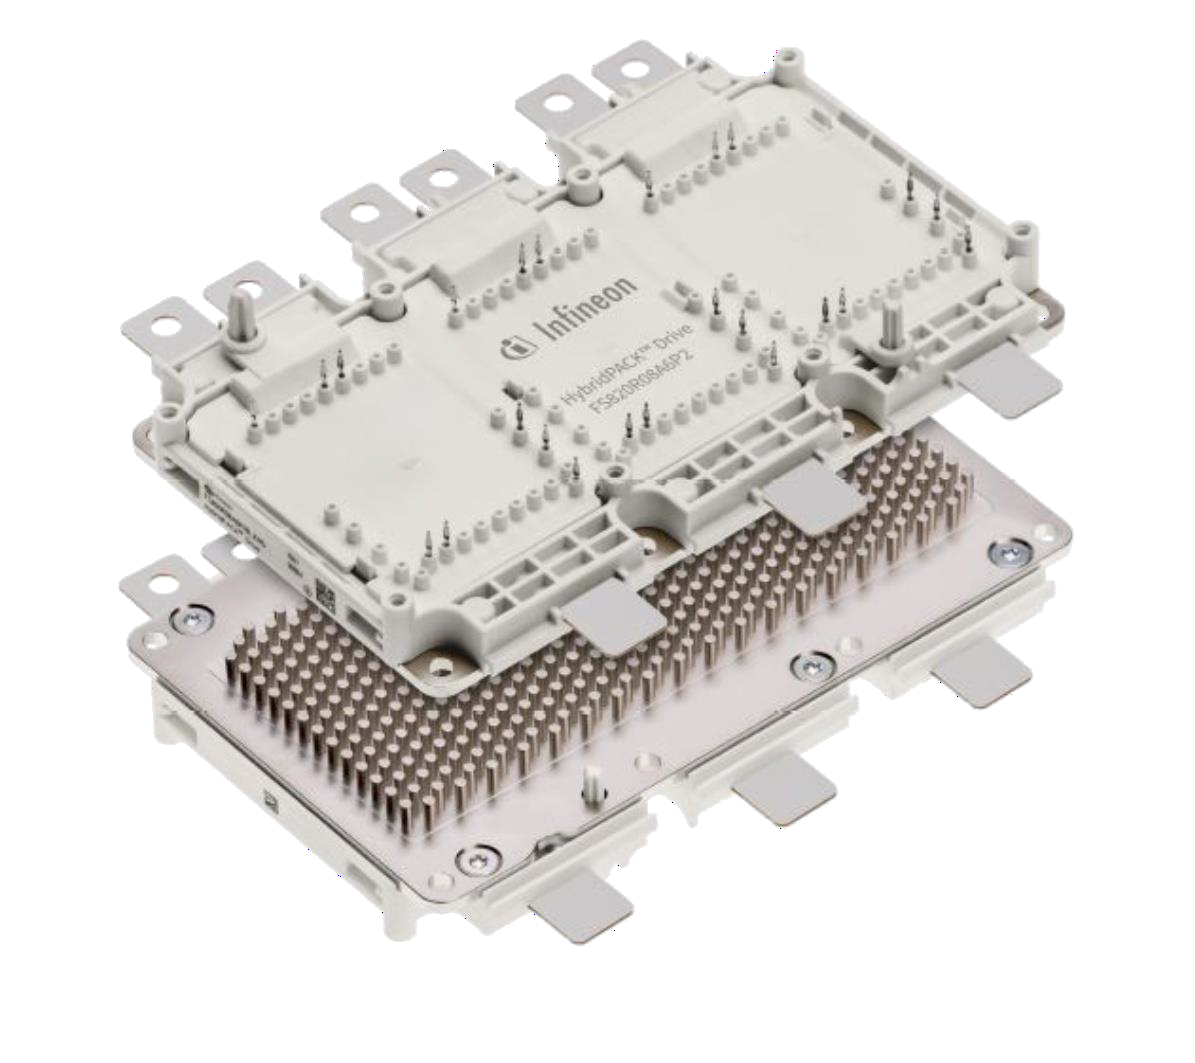 Infineon
HybridPACK™ Drive
FS820R08A6P2